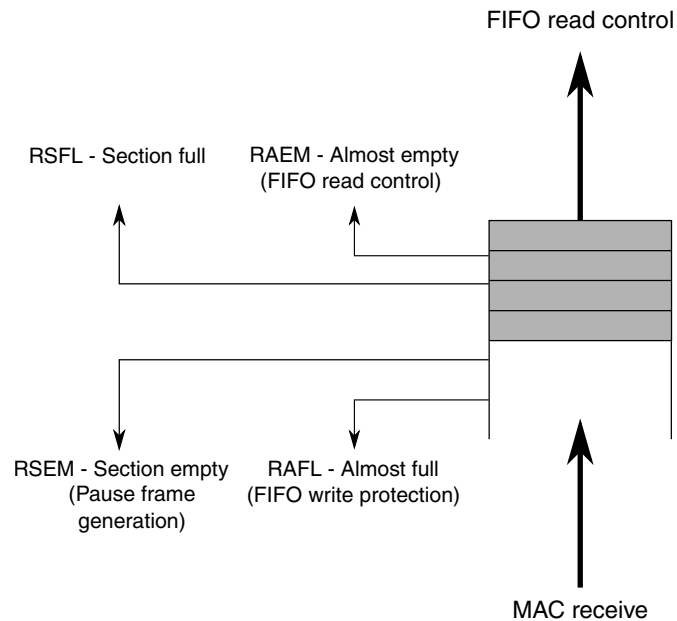 FIFO read control
RSFL - Section full
RAEM - Almost empty
(FIFO read control)
RSEM - Section empty
(Pause frame
generation)
RAFL - Almost full
(FIFO write protection)
MAC receive